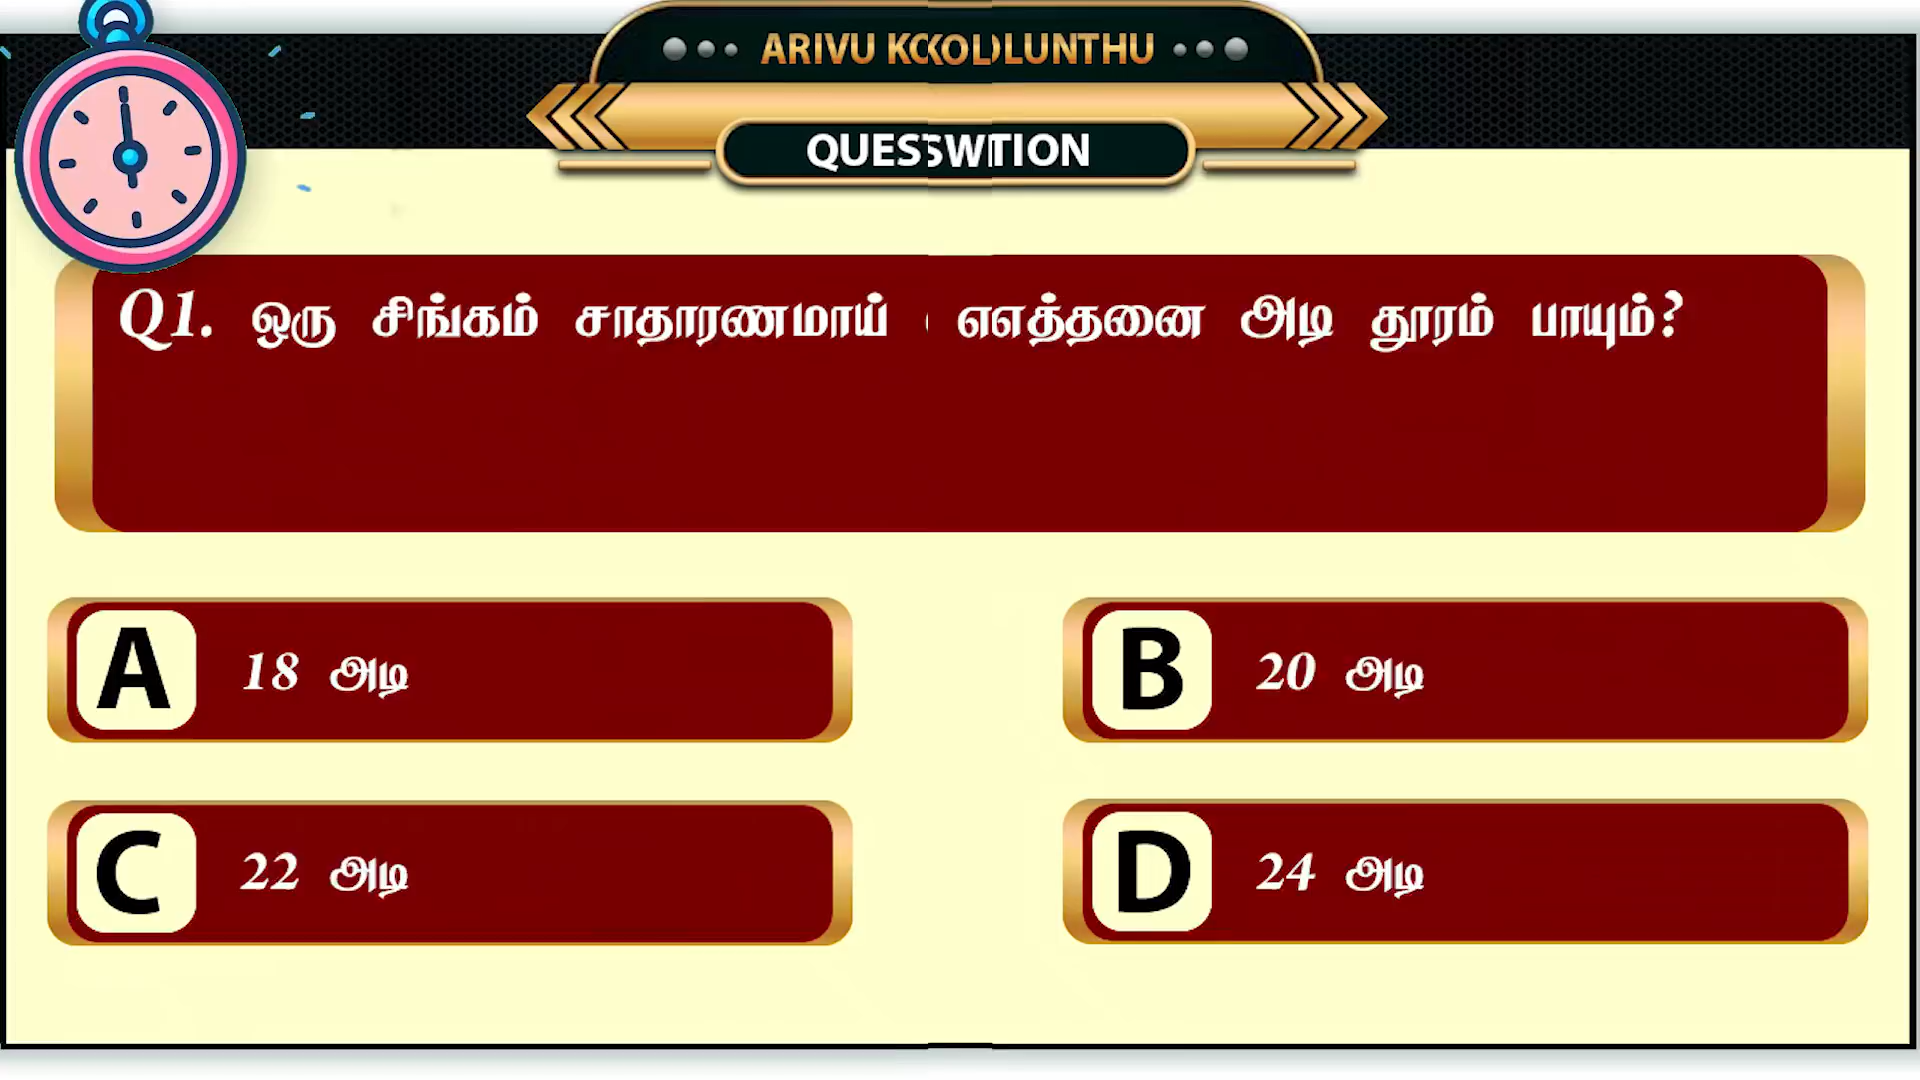 ARIVU KOLUNTHU
QUESTION
Q1. ஒரு சிங்கம் சாதாரணமாய் எத்தனை அடி தூரம் பாயும்?
A 18 அடி
B 20 அடி
C 22 அடி
D 24 அடி